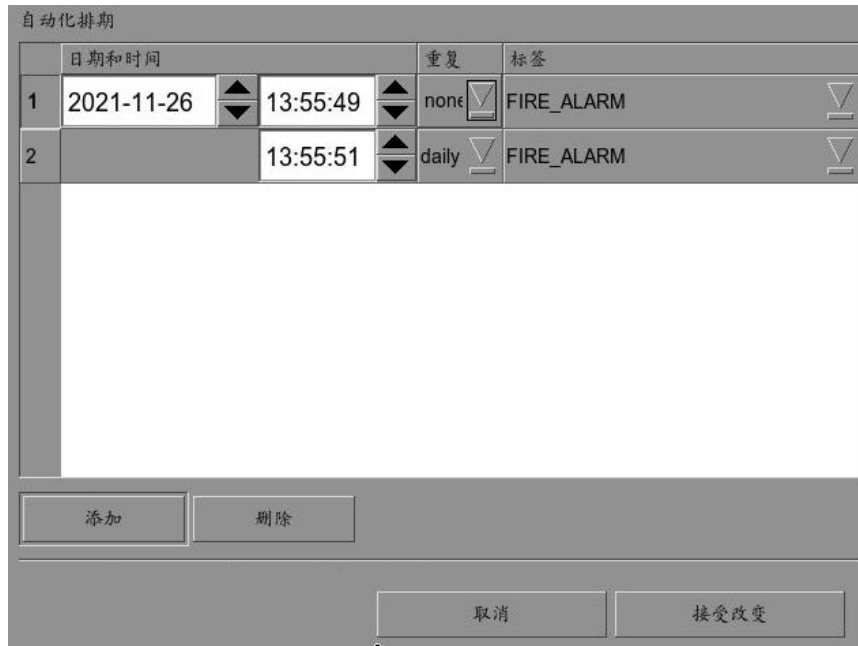 自动化排期
日期和时间 重复 标签
1 2021-11-26 13:55:49 none FIRE_ALARM
2 13:55:51 daily FIRE_ALARM
添加 删除
取消 接受改变